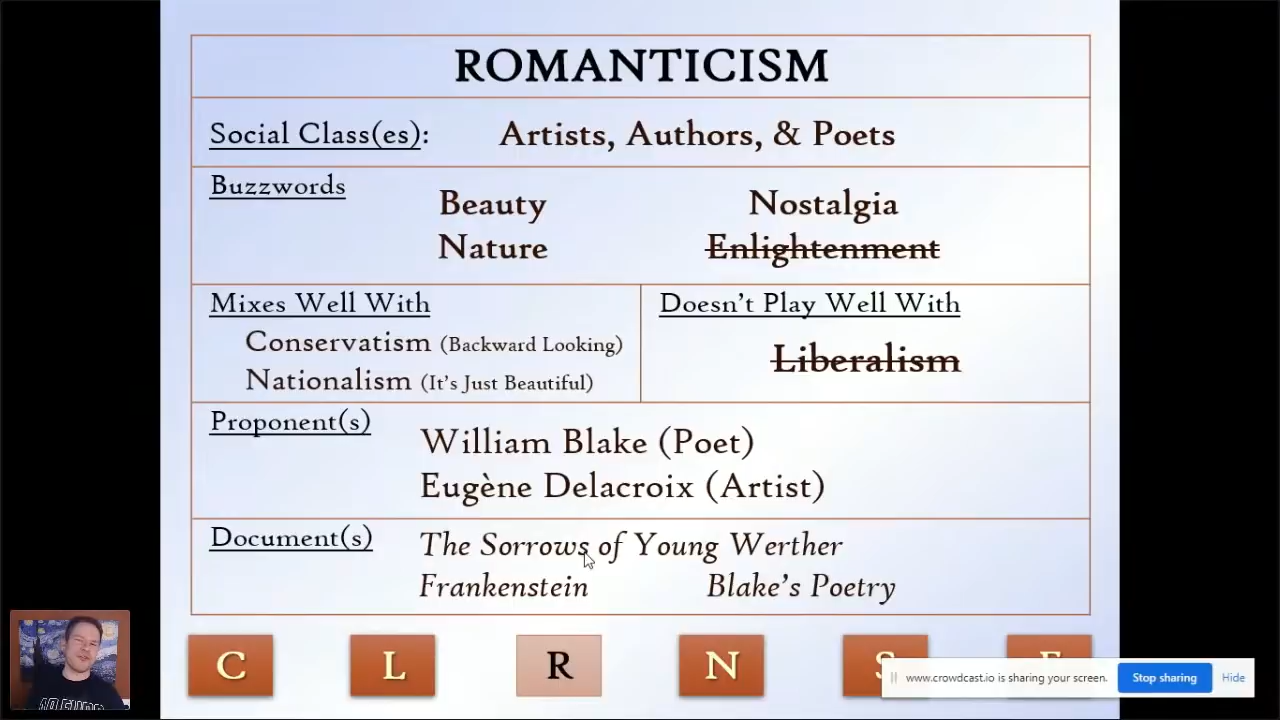 ROMANTICISM
Social Class(es): Artists, Authors, & Poets
Buzzwords
Beauty Nostalgia
Nature Enlightenment
Mixes Well With
Conservatism (Backward Looking)
Nationalism (It's Just Beautiful)
Doesn't Play Well With
Liberalism
Proponent(s)
William Blake (Poet)
Eugène Delacroix (Artist)
Document(s)
The Sorrows of Young Werther
Frankenstein Blake's Poetry
C L R N S
www.crowdcast.io is sharing your screen. Stop sharing Hide